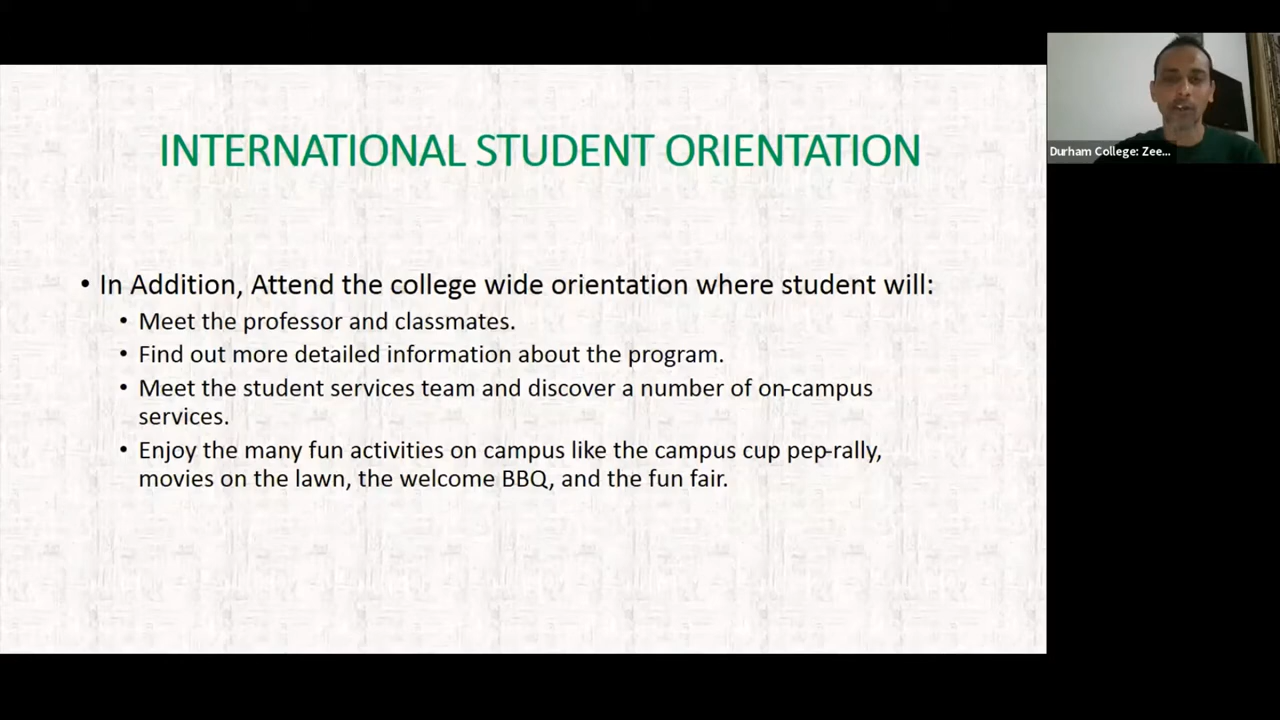 INTERNATIONAL STUDENT ORIENTATION
Durham College: Zee...
• In Addition, Attend the college wide orientation where student will:
• Meet the professor and classmates.
• Find out more detailed information about the program.
• Meet the student services team and discover a number of on-campus
services.
• Enjoy the many fun activities on campus like the campus cup pep-rally,
movies on the lawn, the welcome BBQ, and the fun fair.